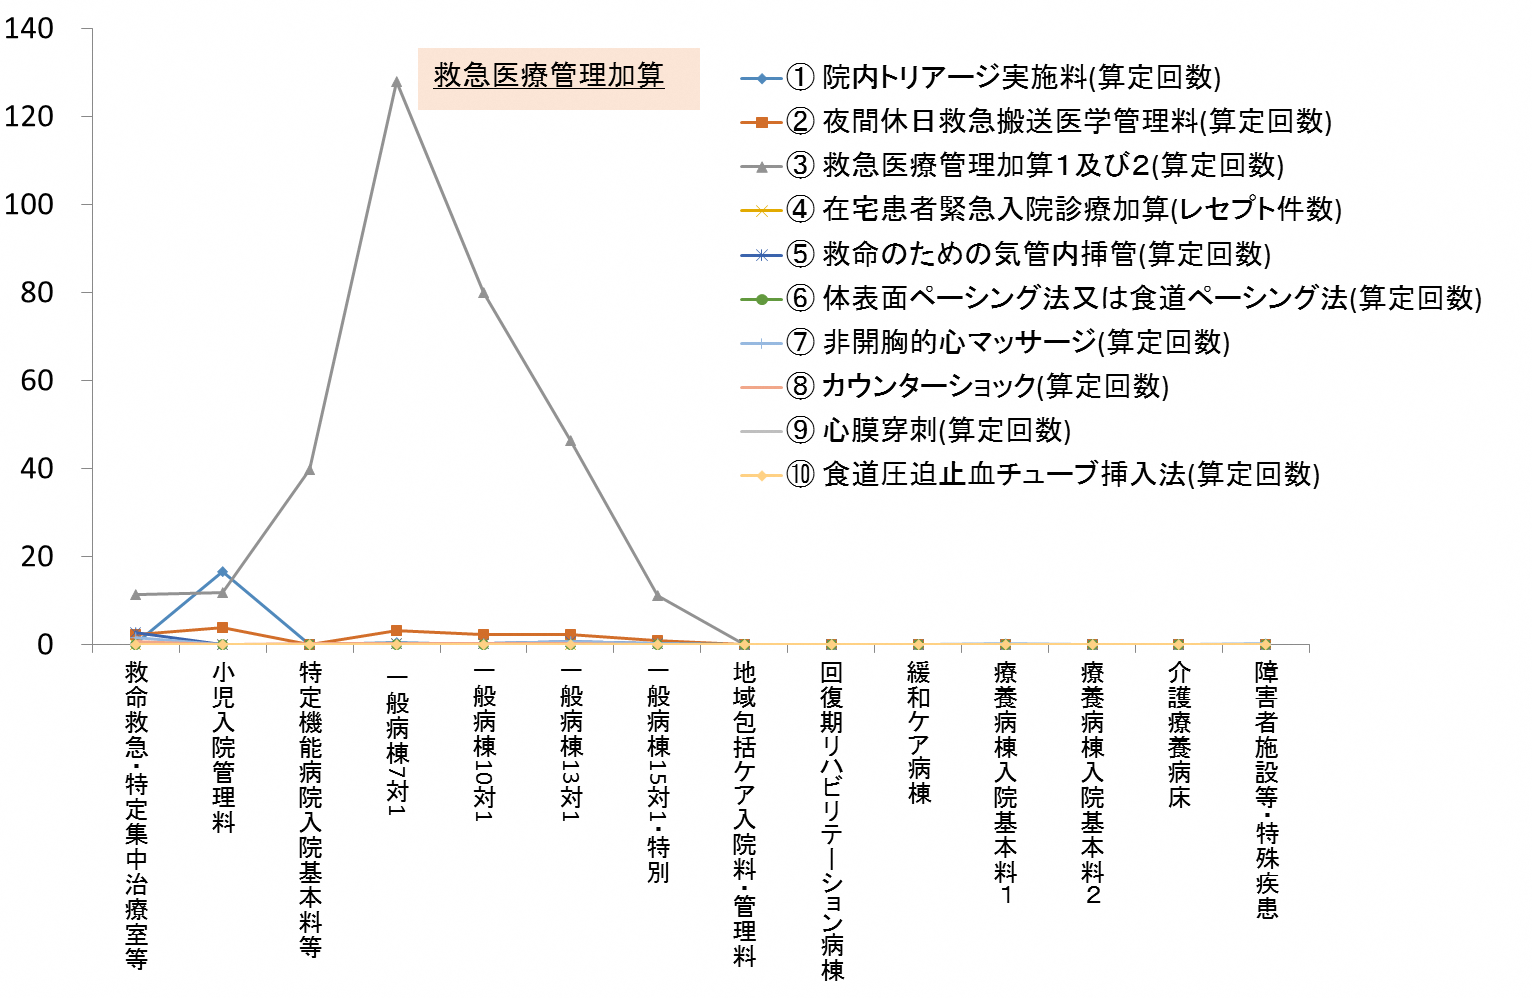 140
120
100
80
60
40
20
0
救急医療管理加算
① 院内トリアージ実施料(算定回数)
② 夜間休日救急搬送医学管理料(算定回数)
③ 救急医療管理加算１及び２(算定回数)
④ 在宅患者緊急入院診療加算(レセプト件数)
⑤ 救命のための気管内挿管(算定回数)
⑥ 体表面ペーシング法又は食道ペーシング法(算定回数)
⑦ 非開胸的心マッサージ(算定回数)
⑧ カウンターショック(算定回数)
⑨ 心膜穿刺(算定回数)
⑩ 食道圧迫止血チューブ挿入法(算定回数)
救命救急・特定集中治療室等
小児入院管理料
特定機能病院入院基本料等
一般病棟7対1
一般病棟10対1
一般病棟13対1
一般病棟15対1・特別
地域包括ケア入院料・管理料
回復期リハビリテーション病棟
緩和ケア病棟
療養病棟入院基本料１
療養病棟入院基本料２
介護療養病床
障害者施設等・特殊疾患